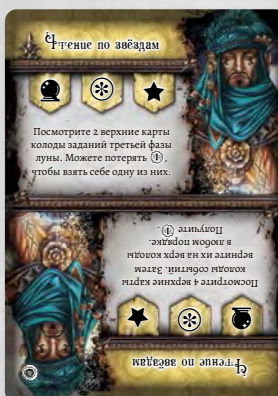 Чтение по звёздам
Посмотрите 2 верхние карты
колоды заданий третьей фазы
луны. Можете потерять (1),
чтобы взять себе одну из них.
Чтение по звёздам
Посмотрите 4 верхние карты
колоды событий. Затем
верните их на верх колоды
в любом порядке.
Получите (1).